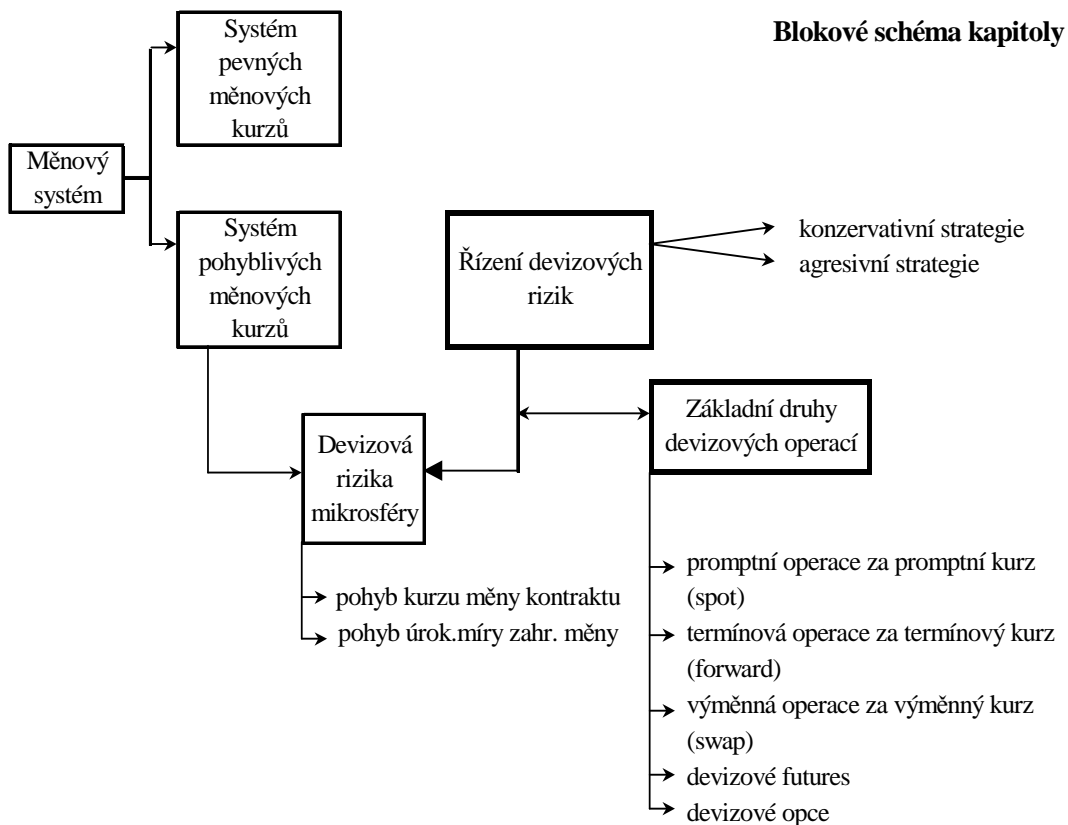 Blokové schéma kapitoly
Systém
pevných
měnových
kurzů
Měnový
systém
Systém
pohyblivých
měnových
kurzů
Řízení devizových
rizik
konzervativní strategie
agresivní strategie
Základní druhy
devizových operací
Devizová
rizika
mikrosféry
pohyb kurzu měny kontraktu
pohyb úrok.míry zahr. měny
promptní operace za promptní kurz
(spot)
termínová operace za termínový kurz
(forward)
výměnná operace za výměnný kurz
(swap)
devizové futures
devizové opce